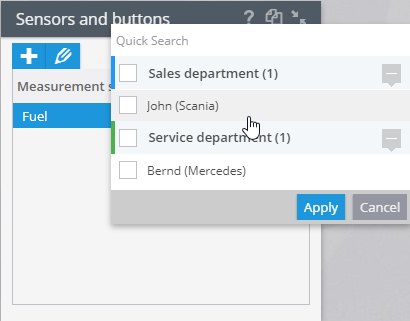 Sensors and buttons
?
Quick Search
Measurement s
Fuel
Sales department (1)
John (Scania)
Service department (1)
Bernd (Mercedes)
Apply
Cancel